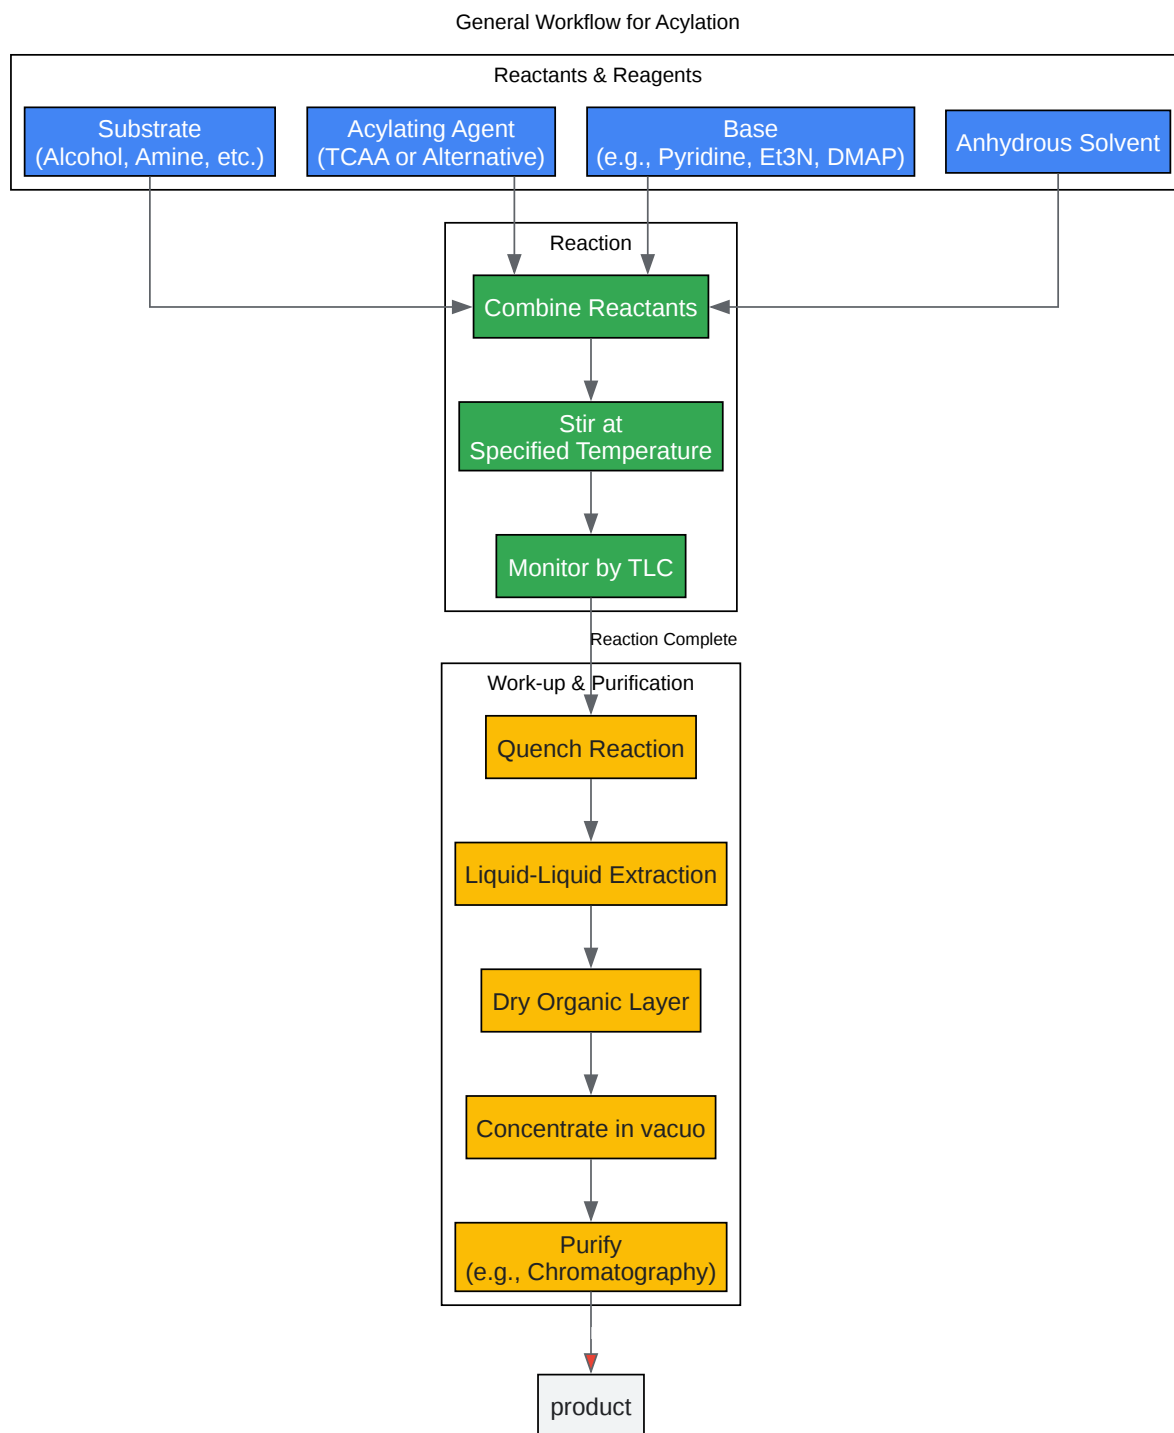 General Workflow for Acylation
Reactants & Reagents
Substrate
(Alcohol, Amine, etc.)
Acylating Agent
(TCAA or Alternative)
Base
(e.g., Pyridine, Et3N, DMAP)
Anhydrous Solvent
Reaction
Combine Reactants
Stir at
Specified Temperature
Monitor by TLC
Reaction Complete
Work-up & Purification
Quench Reaction
Liquid-Liquid Extraction
Dry Organic Layer
Concentrate in vacuo
Purify
(e.g., Chromatography)
product